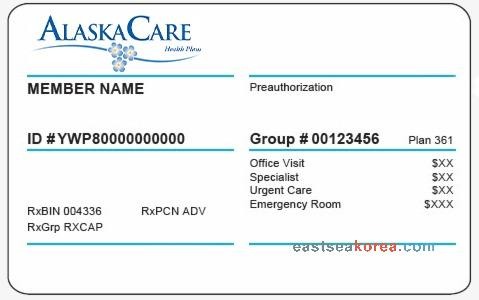 ALASKACARE
Health Plans
MEMBER NAME
Preauthorization
ID # YWP80000000000
Group # 00123456 Plan 361
Office Visit $XX
Specialist $XX
Urgent Care $XX
Emergency Room $XXX
RxBIN 004336 RxPCN ADV
RxGrp RXCAP
eastseakorea.com